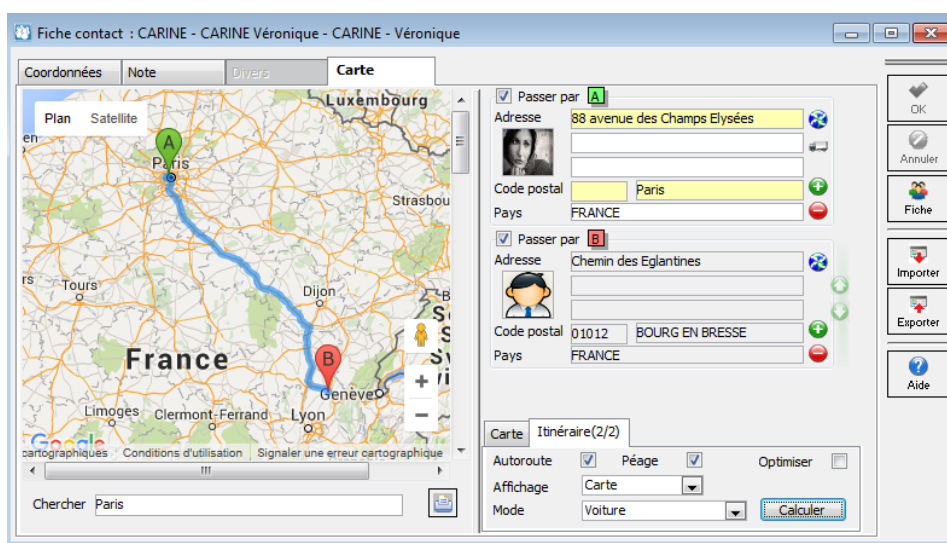 Fiche contact : CARINE - CARINE Véronique - CARINE - Véronique
Coordonnées Note Divers Carte
Plan Satellite
Luxembourg
A
Paris
Strasbou
Tours
Dijon
France
B
Genève
Limoges Clermont-Ferrand Lyon
Google
cartographiques Conditions d'utilisation Signaler une erreur cartographique
Chercher Paris
Passer par A
Adresse 88 avenue des Champs Elysées
Code postal Paris
Pays FRANCE
Passer par B
Adresse Chemin des Eglantines
Code postal 01012 BOURG EN BRESSE
Pays FRANCE
Carte Itinéraire(2/2)
Autoroute Péage Optimiser
Affichage Carte
Mode Voiture Calculer
OK
Annuler
Fiche
Importer
Exporter
Aide